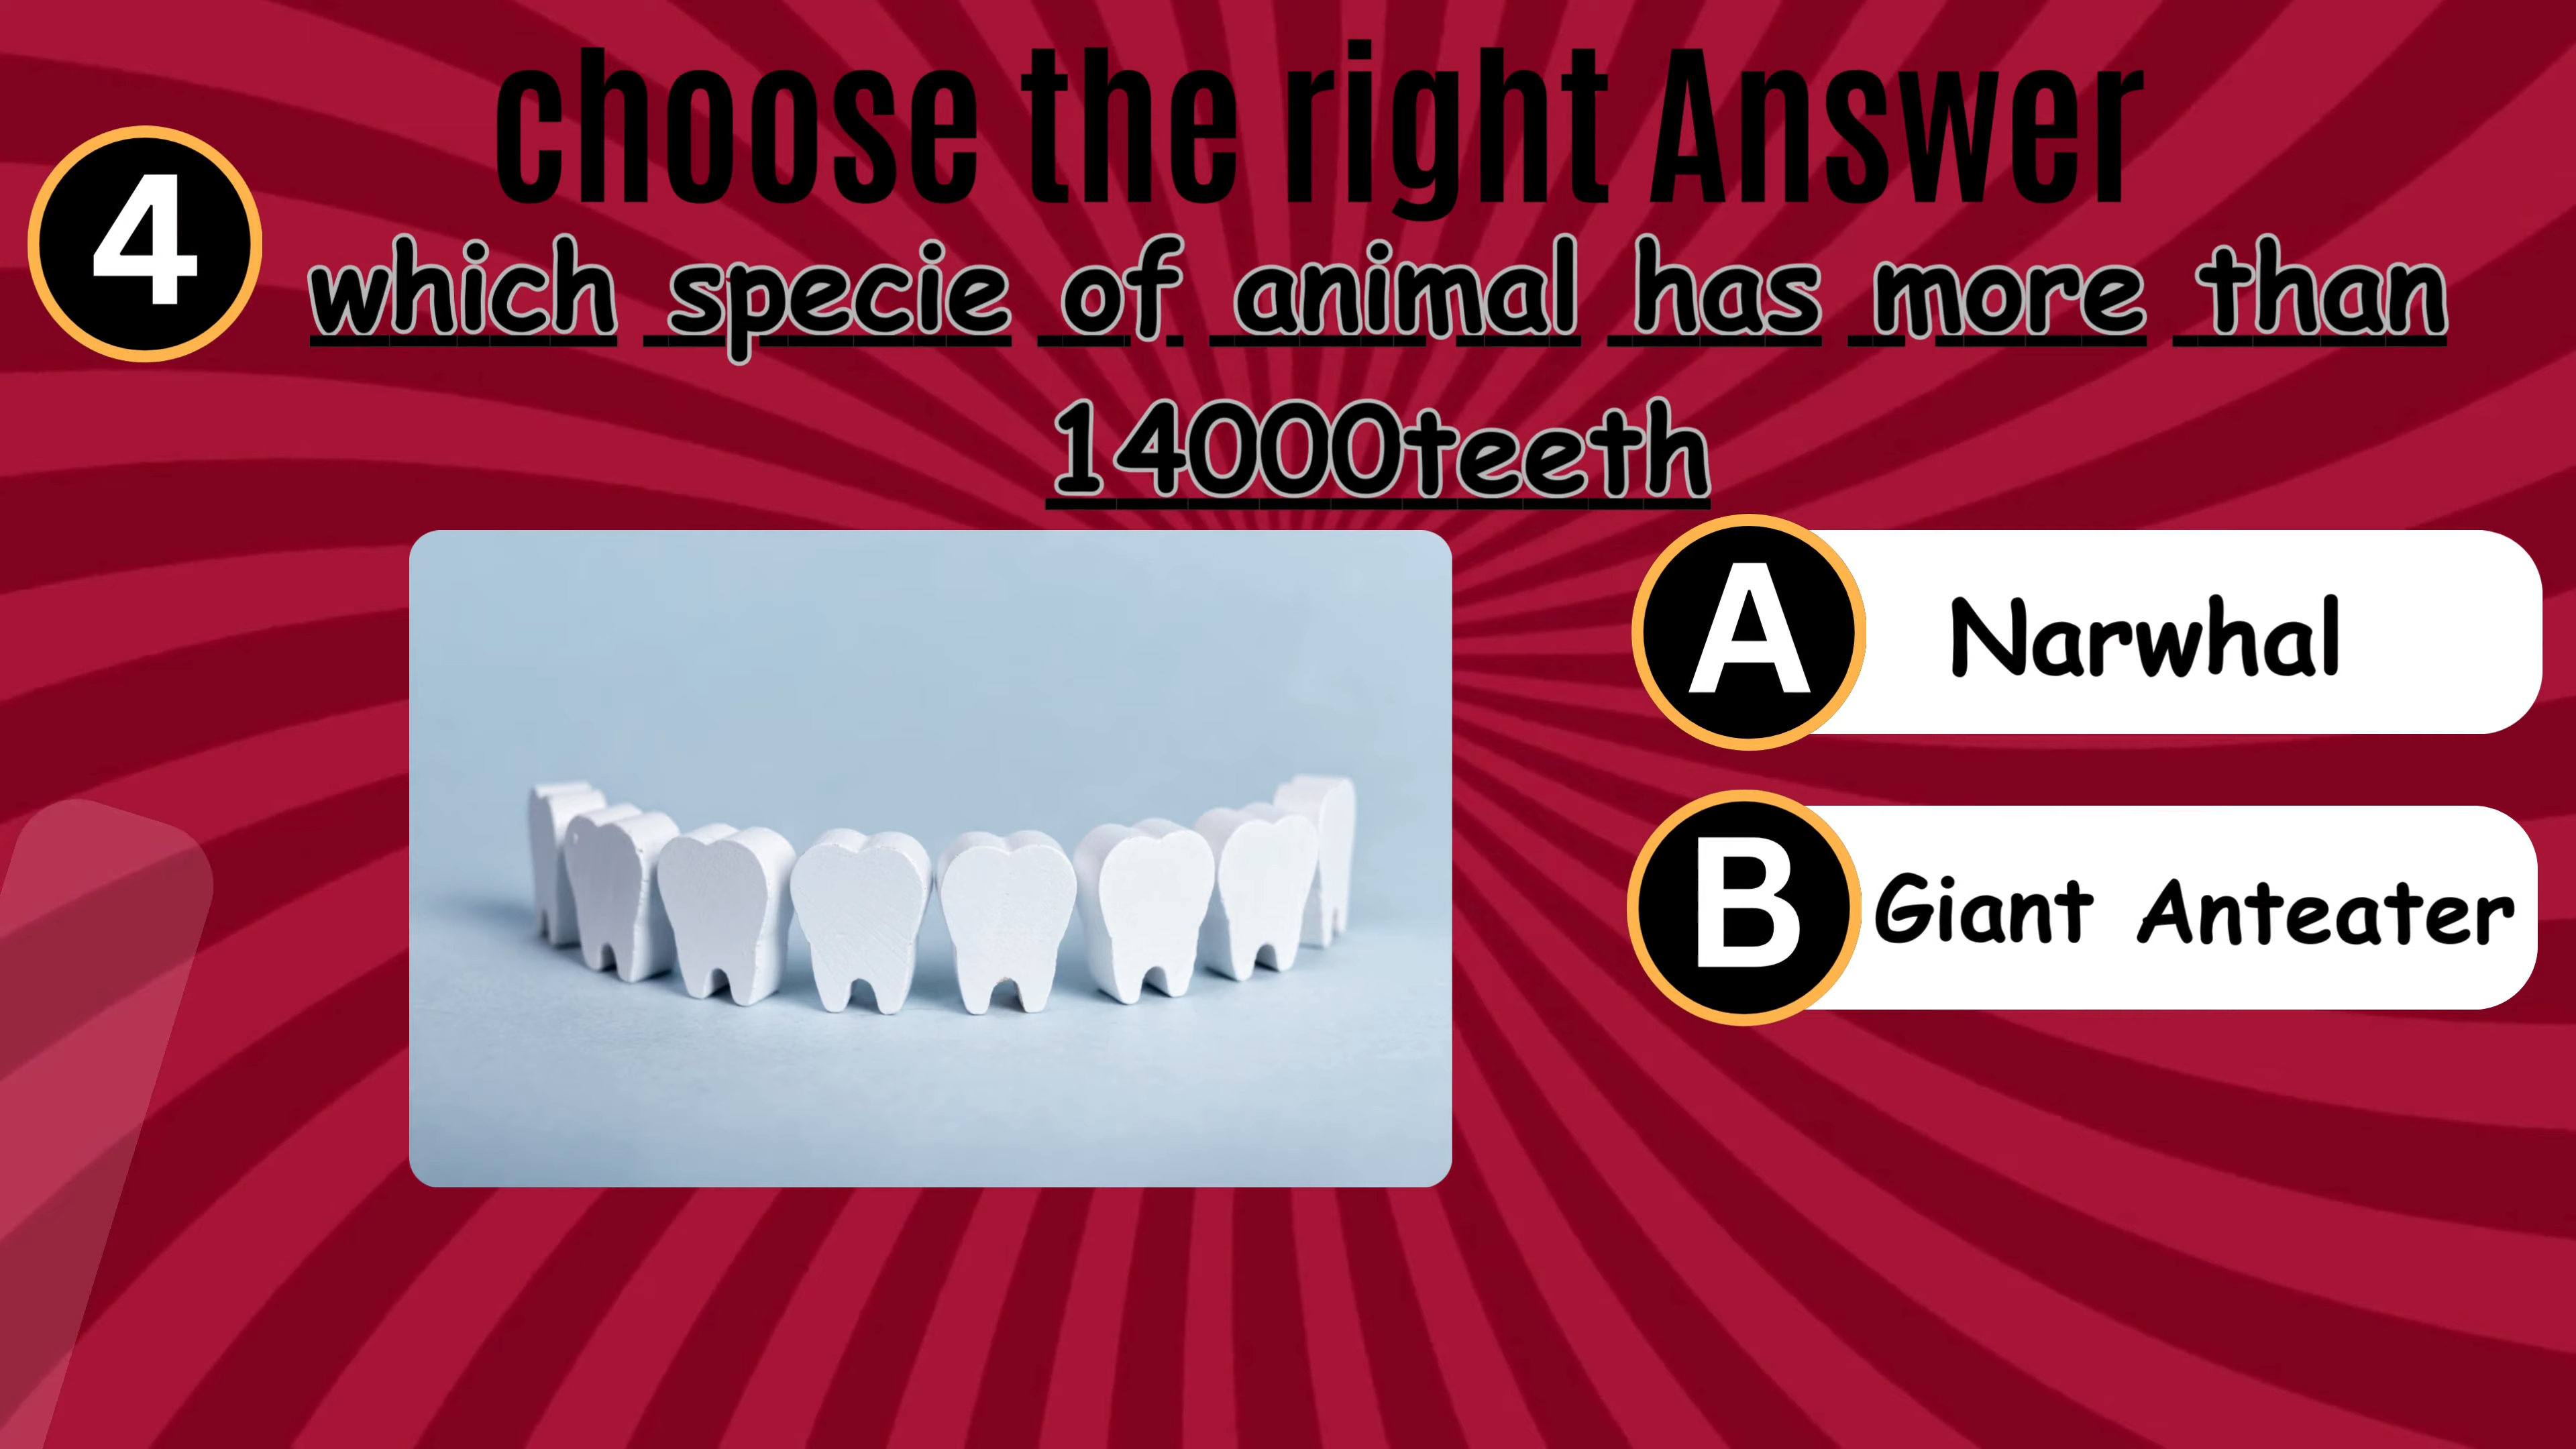 choose the right Answer
4
which specie of animal has more than
14000teeth
A Narwhal
B Giant Anteater